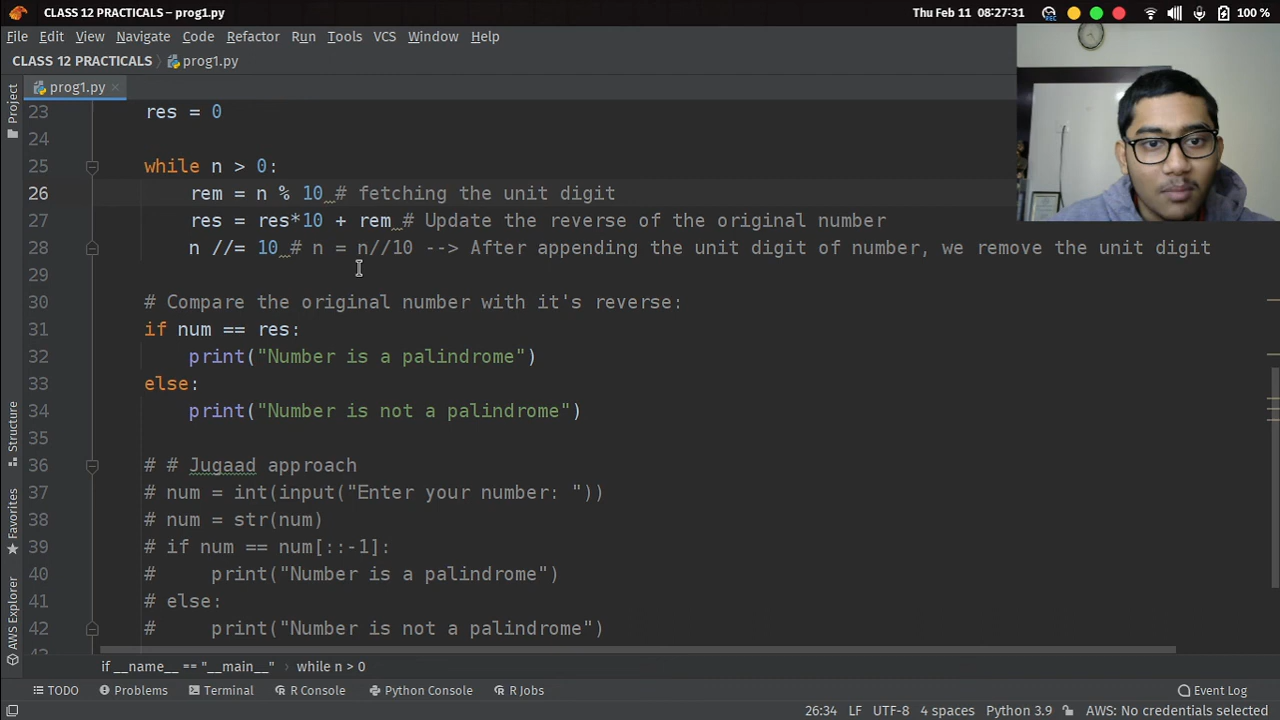 CLASS 12 PRACTICALS – prog1.py
Thu Feb 11 08:27:31
REC
100 %
File Edit View Navigate Code Refactor Run Tools VCS Window Help
CLASS 12 PRACTICALS prog1.py
prog1.py
Project
23 res = 0
24
25 while n > 0:
26 rem = n % 10 # fetching the unit digit
27 res = res*10 + rem # Update the reverse of the original number
28 n //= 10 # n = n//10 --> After appending the unit digit of number, we remove the unit digit
29
30 # Compare the original number with it's reverse:
31 if num == res:
32 print("Number is a palindrome")
33 else:
34 print("Number is not a palindrome")
35
36 # # Jugaad approach
37 # num = int(input("Enter your number: "))
38 # num = str(num)
39 # if num == num[::-1]:
40 # print("Number is a palindrome")
41 # else:
42 # print("Number is not a palindrome")
Structure
Favorites
AWS Explorer
if __name__ == "__main__" while n > 0
TODO Problems Terminal R Console Python Console R Jobs Event Log
26:34 LF UTF-8 4 spaces Python 3.9 AWS: No credentials selected